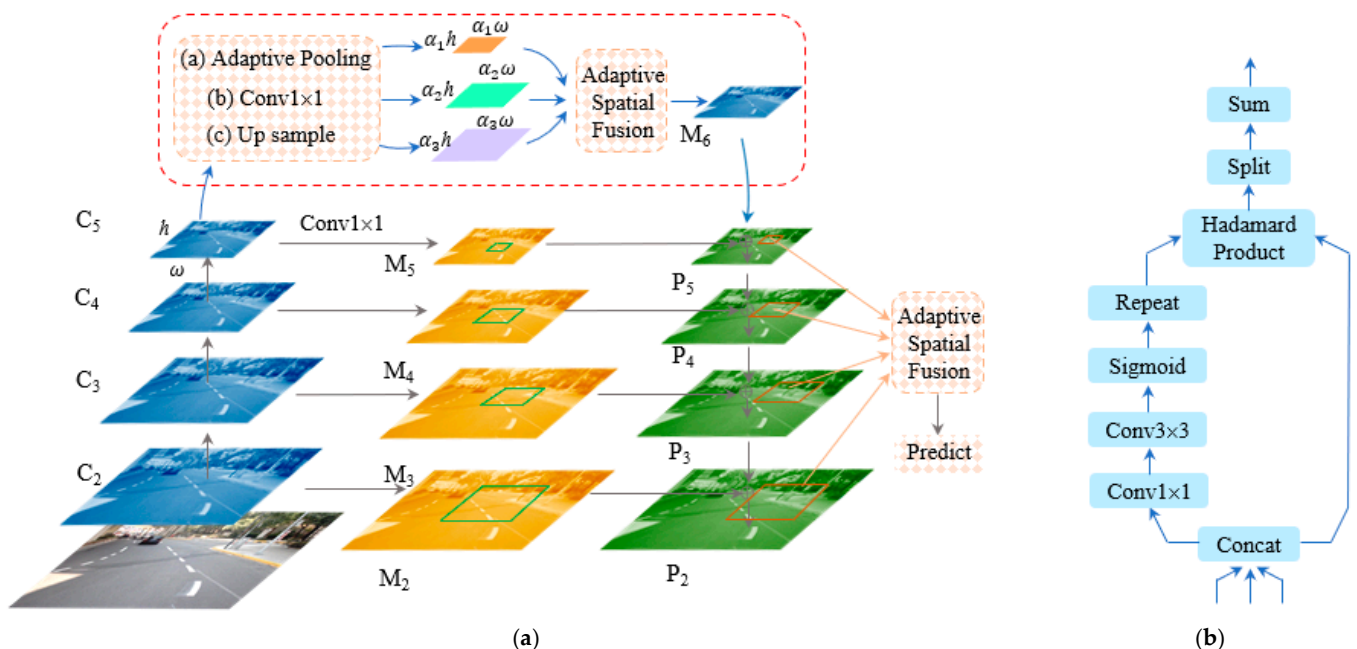 (a) Adaptive Pooling
(b) Conv1×1
(c) Up sample
α₁h
α₁ω
α₂h
α₂ω
α₃h
α₃ω
Adaptive
Spatial
Fusion
M₆
C₅
h
ω
Conv1×1
M₅
P₅
C₄
M₄
P₄
C₃
M₃
P₃
C₂
M₂
P₂
Adaptive
Spatial
Fusion
Predict
(a)
Sum
Split
Hadamard
Product
Repeat
Sigmoid
Conv3×3
Conv1×1
Concat
(b)